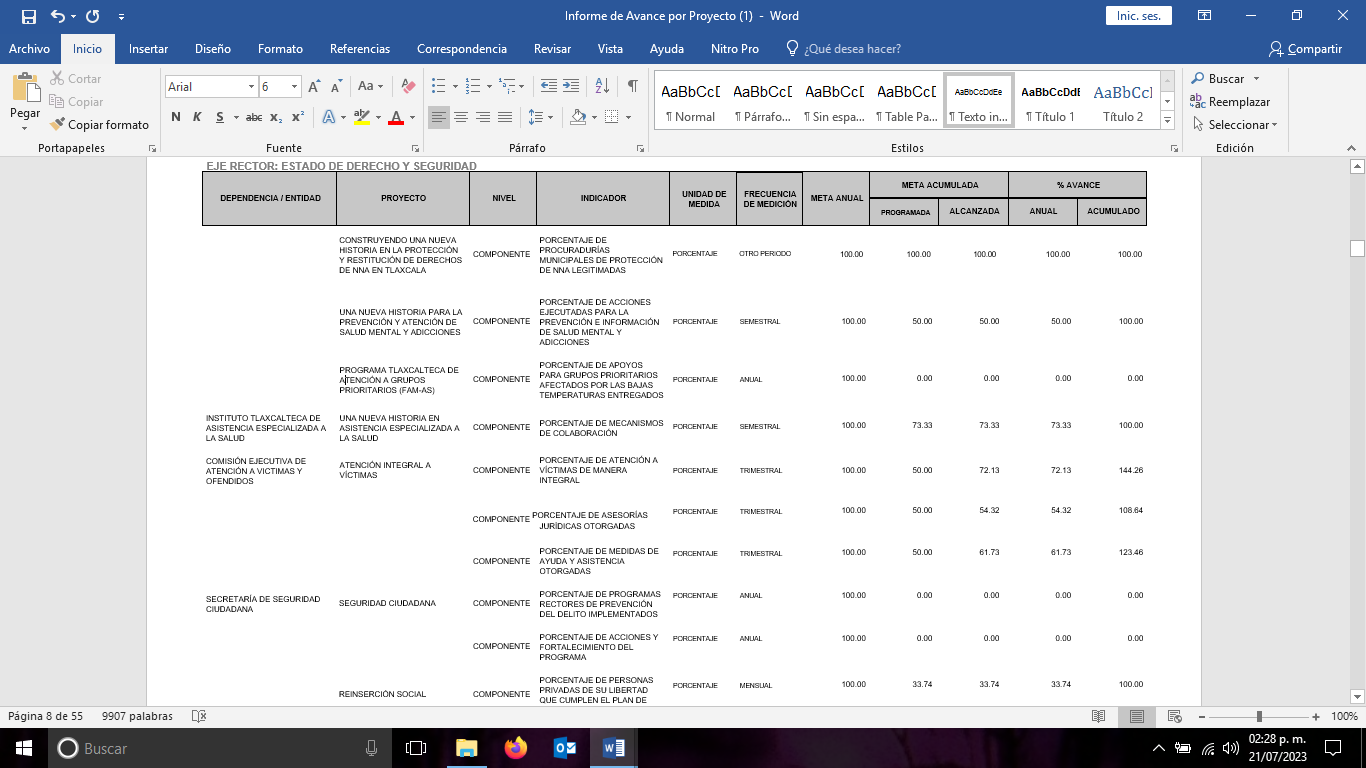 Informe de Avance por Proyecto (1) - Word
Inic. ses.
Archivo Inicio Insertar Diseño Formato Referencias Correspondencia Revisar Vista Ayuda Nitro Pro ¿Qué desea hacer? Compartir
Pegar
Cortar
Copiar
Copiar formato
Portapapeles
Arial 6
N K S abc x₂ x²
Fuente
Párrafo
AaBbCcI AaBbCcI AaBbCcI AaBbCcI AaBbCcDdEe AaBbCcDdE AaBbCcI
¶ Normal ¶ Párrafo... ¶ Sin espa... ¶ Table Pa... ¶ Texto in... ¶ Título 1 Título 2
Estilos
Buscar
Reemplazar
Seleccionar
Edición
EJE RECTOR: ESTADO DE DERECHO Y SEGURIDAD
DEPENDENCIA / ENTIDAD
PROYECTO
NIVEL
INDICADOR
UNIDAD DE
MEDIDA
FRECUENCIA
DE MEDICIÓN
META ANUAL
META ACUMULADA
PROGRAMADA ALCANZADA
% AVANCE
ANUAL ACUMULADO
CONSTRUYENDO UNA NUEVA
HISTORIA EN LA PROTECCIÓN
Y RESTITUCIÓN DE DERECHOS
DE NNA EN TLAXCALA
COMPONENTE
PORCENTAJE DE
PROCURADURÍAS
MUNICIPALES DE PROTECCIÓN
DE NNA LEGITIMADAS
PORCENTAJE OTRO PERIODO 100.00 100.00 100.00 100.00 100.00
UNA NUEVA HISTORIA PARA LA
PREVENCIÓN Y ATENCIÓN DE
SALUD MENTAL Y ADICCIONES
COMPONENTE
PORCENTAJE DE ACCIONES
EJECUTADAS PARA LA
PREVENCIÓN E INFORMACIÓN
DE SALUD MENTAL Y
ADICCIONES
PORCENTAJE SEMESTRAL 100.00 50.00 50.00 50.00 100.00
PROGRAMA TLAXCALTECA DE
ATENCIÓN A GRUPOS
PRIORITARIOS (FAM-AS)
COMPONENTE
PORCENTAJE DE APOYOS
PARA GRUPOS PRIORITARIOS
AFECTADOS POR LAS BAJAS
TEMPERATURAS ENTREGADOS
PORCENTAJE ANUAL 100.00 0.00 0.00 0.00 0.00
INSTITUTO TLAXCALTECA DE
ASISTENCIA ESPECIALIZADA A
LA SALUD
UNA NUEVA HISTORIA EN
ASISTENCIA ESPECIALIZADA A
LA SALUD
COMPONENTE
PORCENTAJE DE MECANISMOS
DE COLABORACIÓN
PORCENTAJE SEMESTRAL 100.00 73.33 73.33 73.33 100.00
COMISIÓN EJECUTIVA DE
ATENCIÓN A VICTIMAS Y
OFENDIDOS
ATENCIÓN INTEGRAL A
VÍCTIMAS
COMPONENTE
PORCENTAJE DE ATENCIÓN A
VÍCTIMAS DE MANERA
INTEGRAL
PORCENTAJE TRIMESTRAL 100.00 50.00 72.13 72.13 144.26
COMPONENTE
PORCENTAJE DE ASESORÍAS
JURÍDICAS OTORGADAS
PORCENTAJE TRIMESTRAL 100.00 50.00 54.32 54.32 108.64
COMPONENTE
PORCENTAJE DE MEDIDAS DE
AYUDA Y ASISTENCIA
OTORGADAS
PORCENTAJE TRIMESTRAL 100.00 50.00 61.73 61.73 123.46
SECRETARÍA DE SEGURIDAD
CIUDADANA
SEGURIDAD CIUDADANA
COMPONENTE
PORCENTAJE DE PROGRAMAS
RECTORES DE PREVENCIÓN
DEL DELITO IMPLEMENTADOS
PORCENTAJE ANUAL 100.00 0.00 0.00 0.00 0.00
COMPONENTE
PORCENTAJE DE ACCIONES Y
FORTALECIMIENTO DEL
PROGRAMA
PORCENTAJE ANUAL 100.00 0.00 0.00 0.00 0.00
REINSERCIÓN SOCIAL
COMPONENTE
PORCENTAJE DE PERSONAS
PRIVADAS DE SU LIBERTAD
QUE CUMPLEN EL PLAN DE
PORCENTAJE MENSUAL 100.00 33.74 33.74 33.74 100.00
Página 8 de 55 9907 palabras
100%
Buscar
02:28 p. m.
21/07/2023